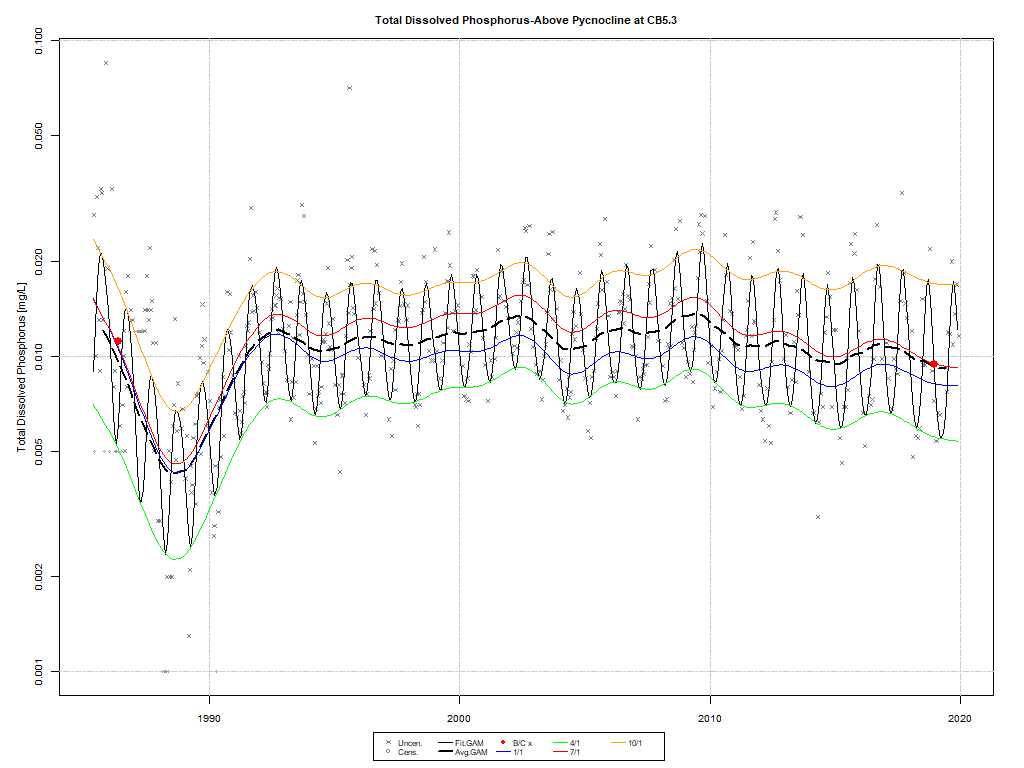 Total Dissolved Phosphorus-Above Pycnocline at CB5.3
Total Dissolved Phosphorus [mg/L]
0.100
0.050
0.020
0.010
0.005
0.002
0.001
1990 2000 2010 2020
Uncen. Fit.GAM B/C x 4/1 10/1
Cens. Avg.GAM 1/1 7/1